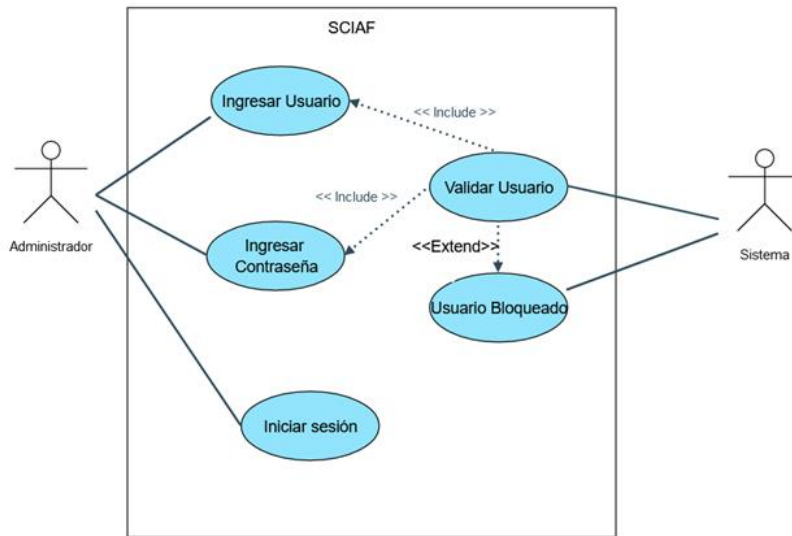 SCIAF
Ingresar Usuario
<< Include >>
Validar Usuario
<< Include >>
Administrador
Ingresar
Contraseña
<<Extend>>
Sistema
Usuario Bloqueado
Iniciar sesión